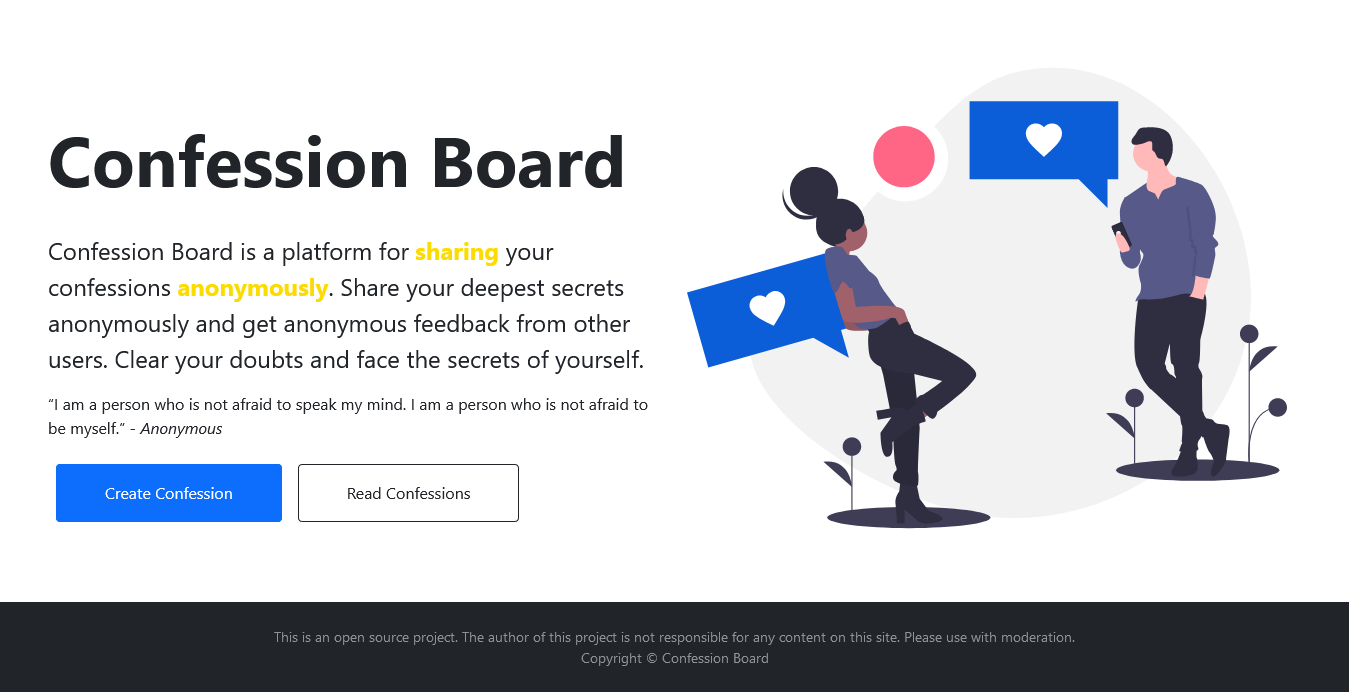 Confession Board
Confession Board is a platform for sharing your
confessions anonymously. Share your deepest secrets
anonymously and get anonymous feedback from other
users. Clear your doubts and face the secrets of yourself.
“I am a person who is not afraid to speak my mind. I am a person who is not afraid to
be myself.” - Anonymous
Create Confession
Read Confessions
This is an open source project. The author of this project is not responsible for any content on this site. Please use with moderation.
Copyright © Confession Board